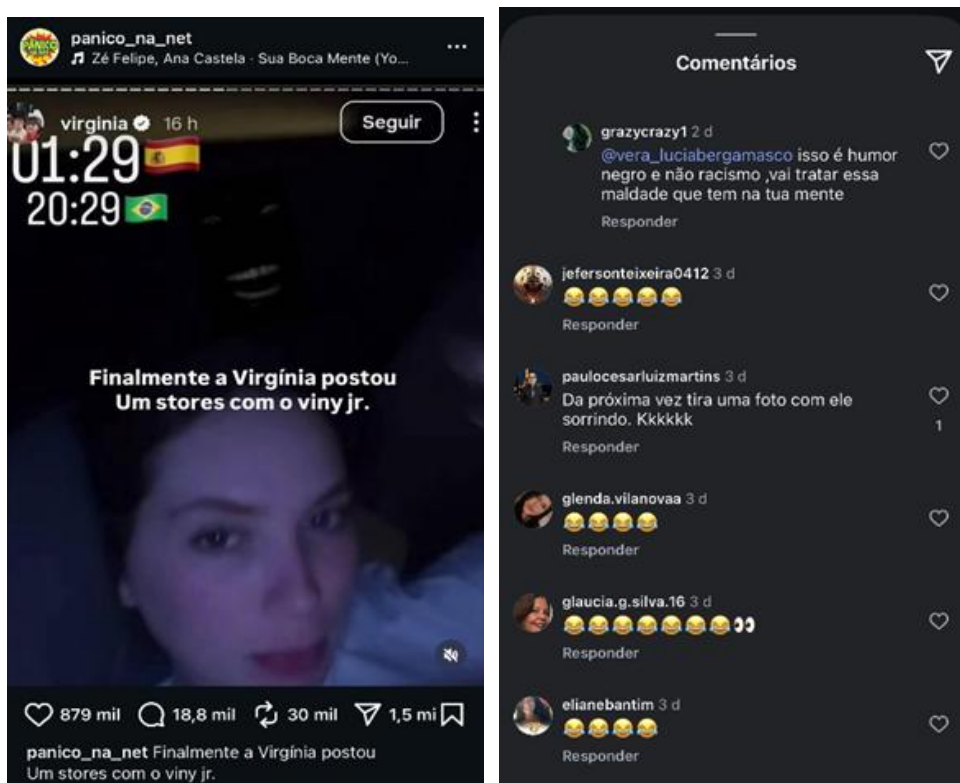 panico_na_net
Zé Felipe, Ana Castela · Sua Boca Mente (Yo...
virginia 16 h
Seguir
01:29
20:29
Finalmente a Virgínia postou
Um stores com o viny jr.
879 mil 18,8 mil 30 mil 1,5 mi
panico_na_net Finalmente a Virgínia postou
Um stores com o viny jr.
Comentários
grazycrazy1 2 d
@vera_luciabergamasco isso é humor
negro e não racismo ,vai tratar essa
maldade que tem na tua mente
Responder
jefersonteixeira0412 3 d
😂😂😂😂😂
Responder
paulocesarluizmartins 3 d
Da próxima vez tira uma foto com ele
sorrindo. Kkkkkk
1
Responder
glenda.vilanovaa 3 d
😂😂😂😂
Responder
glaucia.g.silva.16 3 d
😂😂😂😂😂😂😂👀
Responder
elianebantim 3 d
😂😂😂😂
Responder